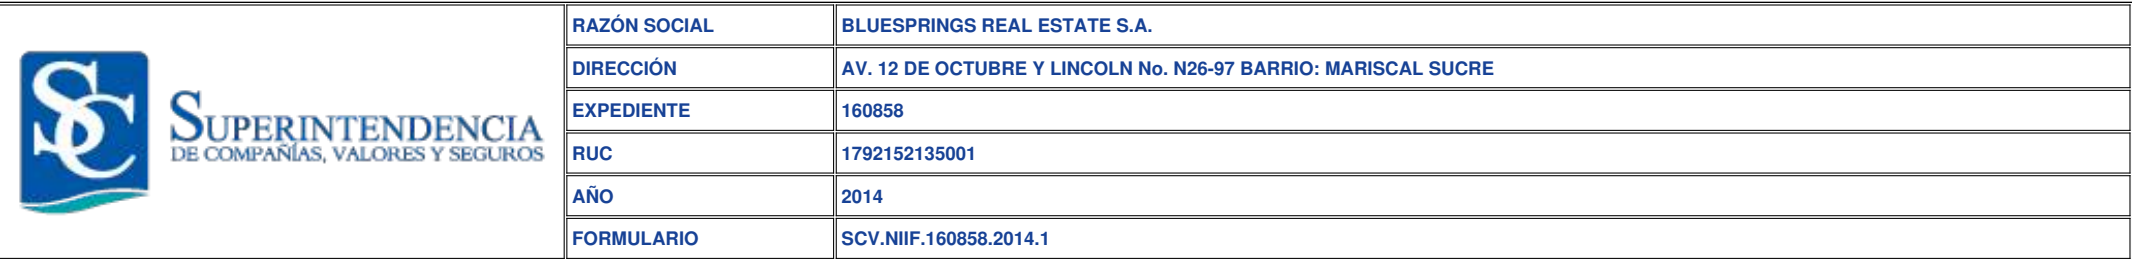 SC
SUPERINTENDENCIA
DE COMPAÑÍAS, VALORES Y SEGUROS
RAZÓN SOCIAL BLUESPRINGS REAL ESTATE S.A.
DIRECCIÓN AV. 12 DE OCTUBRE Y LINCOLN No. N26-97 BARRIO: MARISCAL SUCRE
EXPEDIENTE 160858
RUC 1792152135001
AÑO 2014
FORMULARIO SCV.NIIF.160858.2014.1